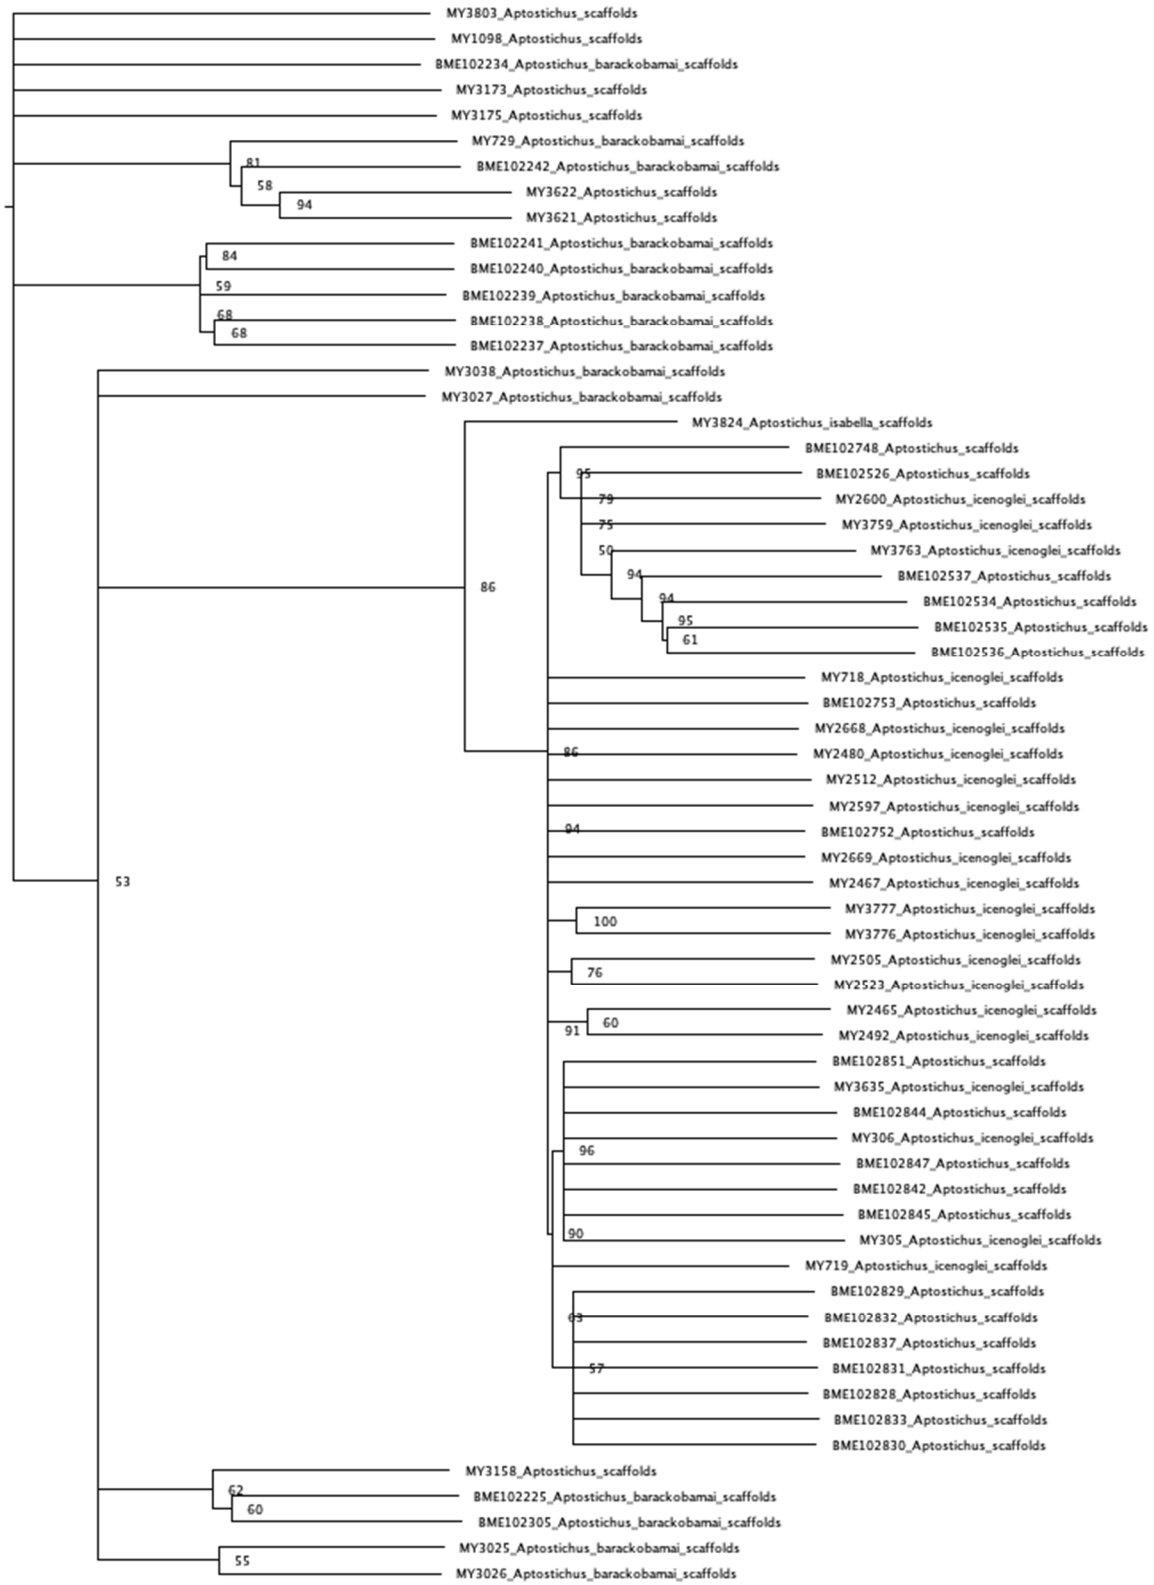 MY3803_Aptostichus_scaffolds
MY1098_Aptostichus_scaffolds
BME102234_Aptostichus_barackobamai_scaffolds
MY3173_Aptostichus_scaffolds
MY3175_Aptostichus_scaffolds
MY729_Aptostichus_barackobamai_scaffolds
81
BME102242_Aptostichus_barackobamai_scaffolds
58
MY3622_Aptostichus_scaffolds
94
MY3621_Aptostichus_scaffolds
BME102241_Aptostichus_barackobamai_scaffolds
84
BME102240_Aptostichus_barackobamai_scaffolds
59
BME102239_Aptostichus_barackobamai_scaffolds
68
BME102238_Aptostichus_barackobamai_scaffolds
68
BME102237_Aptostichus_barackobamai_scaffolds
MY3038_Aptostichus_barackobamai_scaffolds
MY3027_Aptostichus_barackobamai_scaffolds
MY3824_Aptostichus_isabella_scaffolds
BME102748_Aptostichus_scaffolds
95
BME102526_Aptostichus_scaffolds
79
MY2600_Aptostichus_icenoglei_scaffolds
75
MY3759_Aptostichus_icenoglei_scaffolds
50
MY3763_Aptostichus_icenoglei_scaffolds
94
BME102537_Aptostichus_scaffolds
94
BME102534_Aptostichus_scaffolds
95
BME102535_Aptostichus_scaffolds
61
BME102536_Aptostichus_scaffolds
86
MY718_Aptostichus_icenoglei_scaffolds
BME102753_Aptostichus_scaffolds
MY2668_Aptostichus_icenoglei_scaffolds
86
MY2480_Aptostichus_icenoglei_scaffolds
MY2512_Aptostichus_icenoglei_scaffolds
MY2597_Aptostichus_icenoglei_scaffolds
94
BME102752_Aptostichus_scaffolds
MY2669_Aptostichus_icenoglei_scaffolds
53
MY2467_Aptostichus_icenoglei_scaffolds
MY3777_Aptostichus_icenoglei_scaffolds
100
MY3776_Aptostichus_icenoglei_scaffolds
MY2505_Aptostichus_icenoglei_scaffolds
76
MY2523_Aptostichus_icenoglei_scaffolds
MY2465_Aptostichus_icenoglei_scaffolds
91
60
MY2492_Aptostichus_icenoglei_scaffolds
BME102851_Aptostichus_scaffolds
MY3635_Aptostichus_icenoglei_scaffolds
BME102844_Aptostichus_scaffolds
MY306_Aptostichus_icenoglei_scaffolds
96
BME102847_Aptostichus_scaffolds
BME102842_Aptostichus_scaffolds
BME102845_Aptostichus_scaffolds
90
MY305_Aptostichus_icenoglei_scaffolds
MY719_Aptostichus_icenoglei_scaffolds
BME102829_Aptostichus_scaffolds
63
BME102832_Aptostichus_scaffolds
BME102837_Aptostichus_scaffolds
57
BME102831_Aptostichus_scaffolds
BME102828_Aptostichus_scaffolds
BME102833_Aptostichus_scaffolds
BME102830_Aptostichus_scaffolds
MY3158_Aptostichus_scaffolds
62
BME102225_Aptostichus_barackobamai_scaffolds
60
BME102305_Aptostichus_barackobamai_scaffolds
MY3025_Aptostichus_barackobamai_scaffolds
55
MY3026_Aptostichus_barackobamai_scaffolds